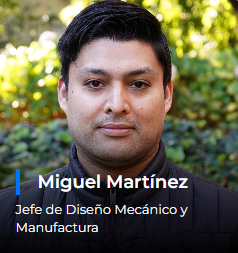 Miguel Martínez
Jefe de Diseño Mecánico y
Manufactura